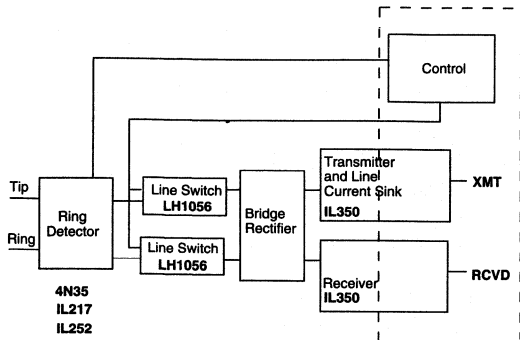 Control
Transmitter
and Line
Current Sink
IL350
XMT
Tip
Line Switch
LH1056
Ring
Detector
Bridge
Rectifier
Ring
Line Switch
LH1056
Receiver
IL350
RCVD
4N35
IL217
IL252